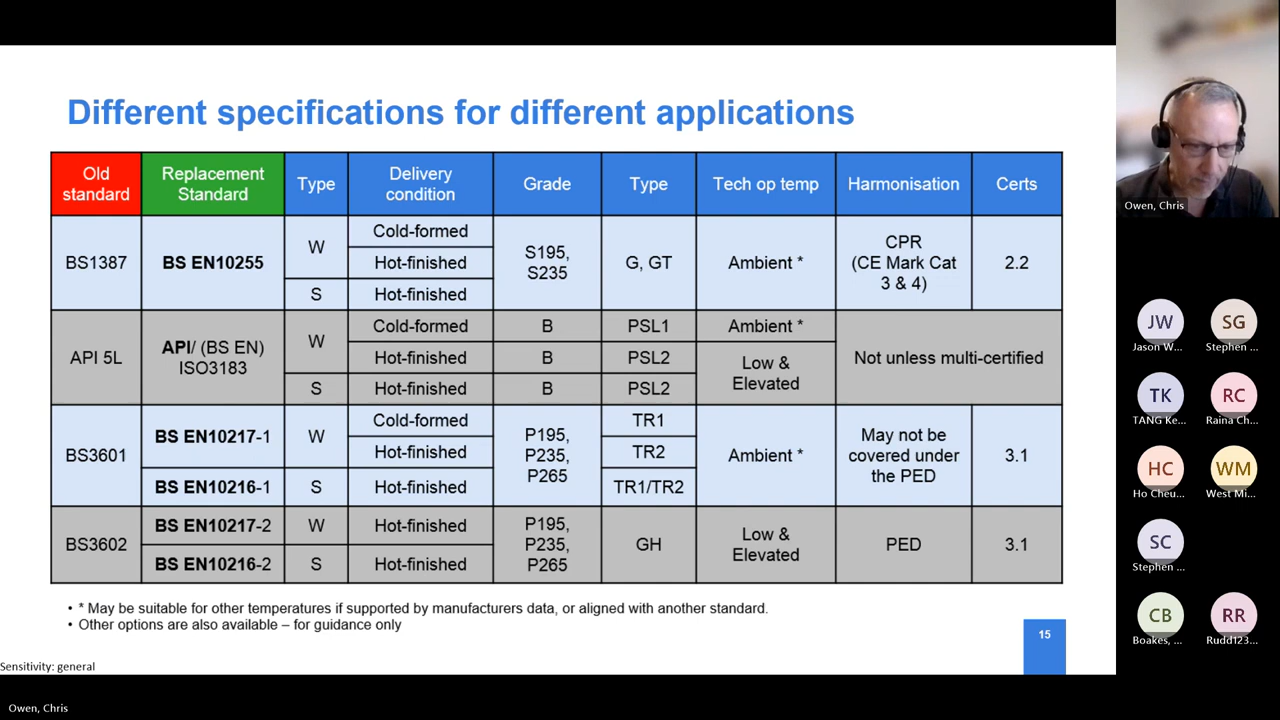 Different specifications for different applications
Old standard
Replacement Standard
Type
Delivery condition
Grade
Type
Tech op temp
Harmonisation
Certs
BS1387
BS EN10255
W
Cold-formed
Hot-finished
S
Hot-finished
S195, S235
G, GT
Ambient *
CPR
(CE Mark Cat 3 & 4)
2.2
API 5L
API/ (BS EN) ISO3183
W
Cold-formed
B
PSL1
Ambient *
Hot-finished
B
PSL2
Low & Elevated
S
Hot-finished
B
PSL2
Not unless multi-certified
BS3601
BS EN10217-1
W
Cold-formed
Hot-finished
BS EN10216-1
S
Hot-finished
P195, P235, P265
TR1
TR2
TR1/TR2
Ambient *
May not be covered under the PED
3.1
BS3602
BS EN10217-2
W
Hot-finished
BS EN10216-2
S
Hot-finished
P195, P235, P265
GH
Low & Elevated
PED
3.1
• * May be suitable for other temperatures if supported by manufacturers data, or aligned with another standard.
• Other options are also available – for guidance only
15
Sensitivity: general
Owen, Chris
Owen, Chris
JW
Jason W...
SG
Stephen ...
TK
TANG Ke...
RC
Raina Ch...
HC
Ho Cheu...
WM
West Mi...
SC
Stephen ...
CB
Boakes, ...
RR
Rudd123...